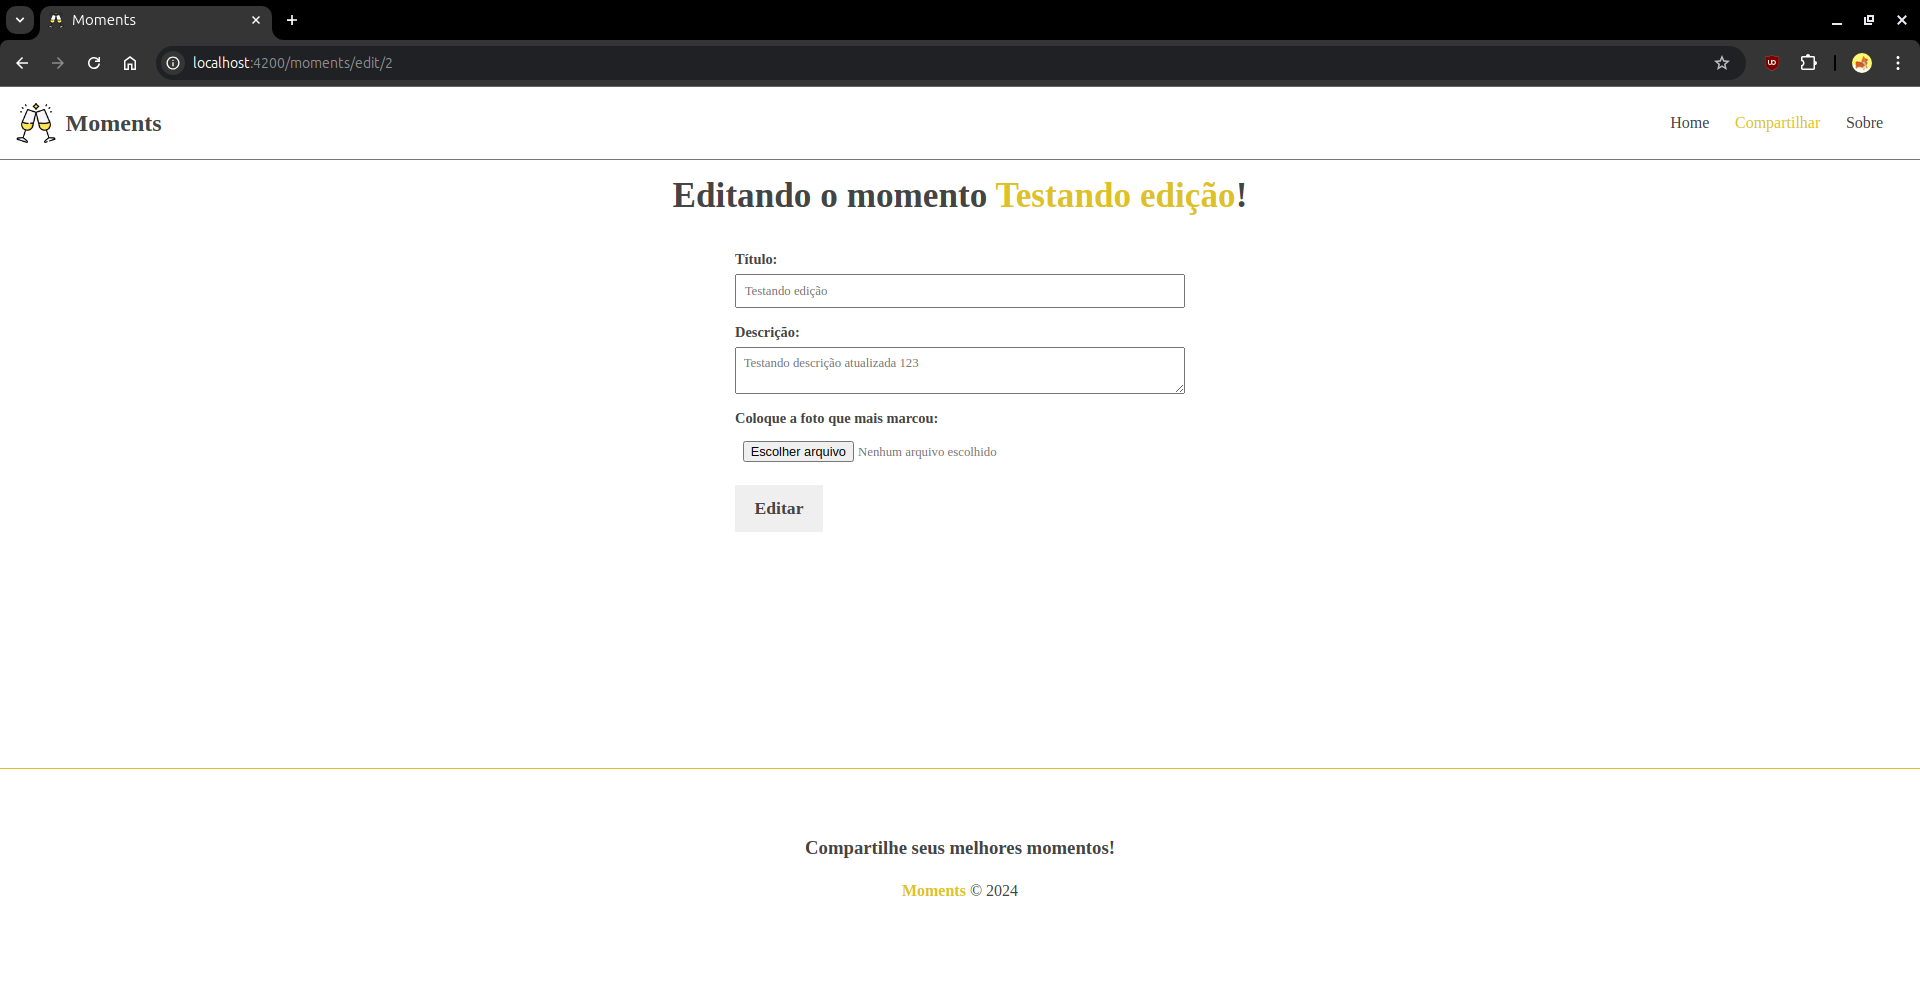 Moments
localhost:4200/moments/edit/2
Moments
Home Compartilhar Sobre
Editando o momento Testando edição!
Título:
Testando edição
Descrição:
Testando descrição atualizada 123
Coloque a foto que mais marcou:
Escolher arquivo Nenhum arquivo escolhido
Editar
Compartilhe seus melhores momentos!
Moments © 2024